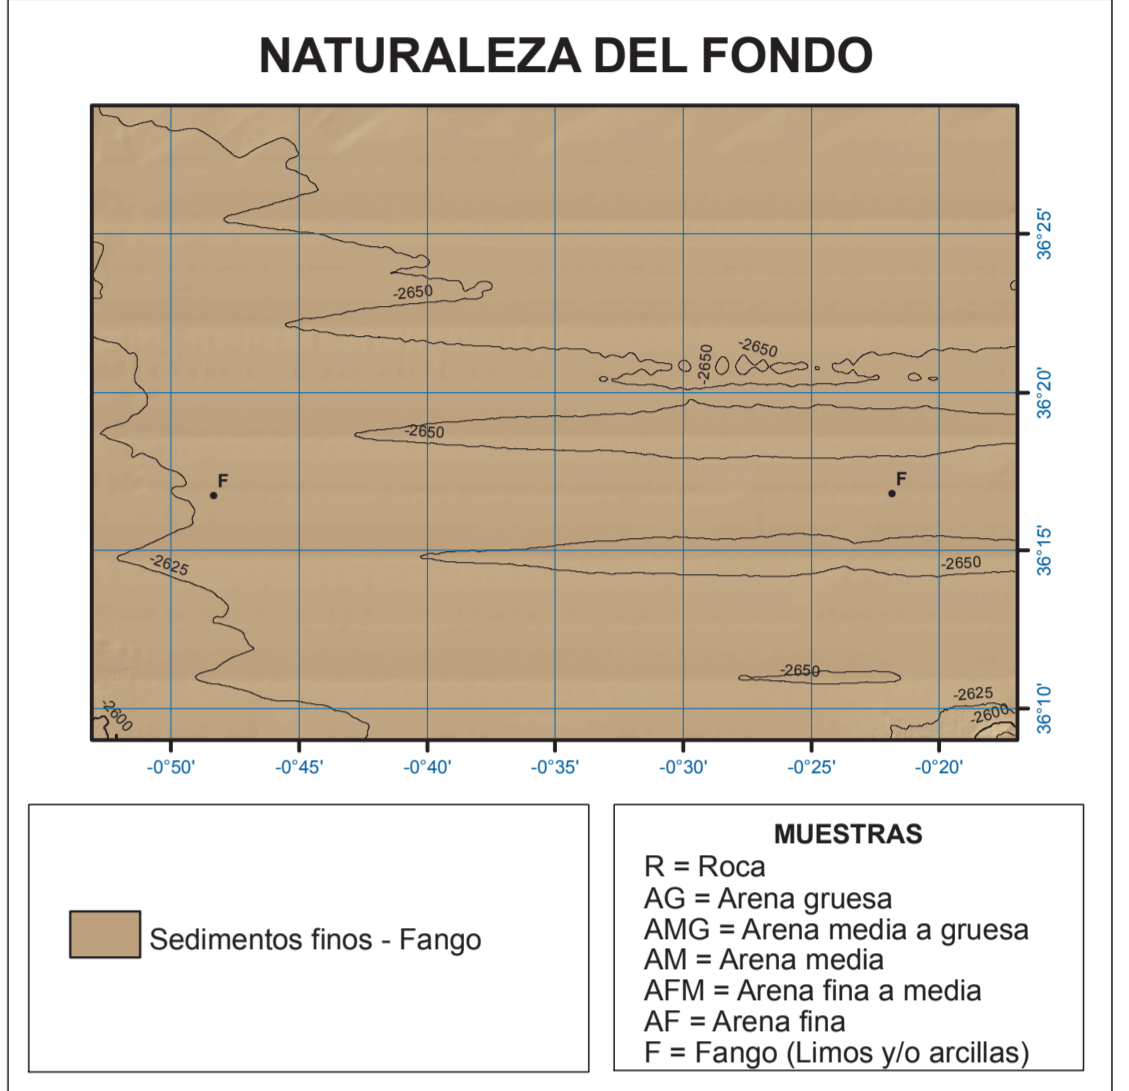 NATURALEZA DEL FONDO
36°25'
-2650
-2650
-2650
36°20'
-2650
F
F
36°15'
-2625
-2650
-2650
-2625
-2600
-2600
36°10'
-0°50'
-0°45'
-0°40'
-0°35'
-0°30'
-0°25'
-0°20'
Sedimentos finos - Fango
MUESTRAS
R = Roca
AG = Arena gruesa
AMG = Arena media a gruesa
AM = Arena media
AFM = Arena fina a media
AF = Arena fina
F = Fango (Limos y/o arcillas)